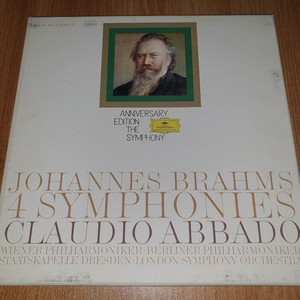 ANNIVERSARY
EDITION
THE
SYMPHONY
JOHANNES BRAHMS
4 SYMPHONIES
CLAUDIO ABBADO
WIENER PHILHARMONIKER·BERLINER PHILHARMONIKER
STAATSKAPELLE DRESDEN·LONDON SYMPHONY ORCHESTRA